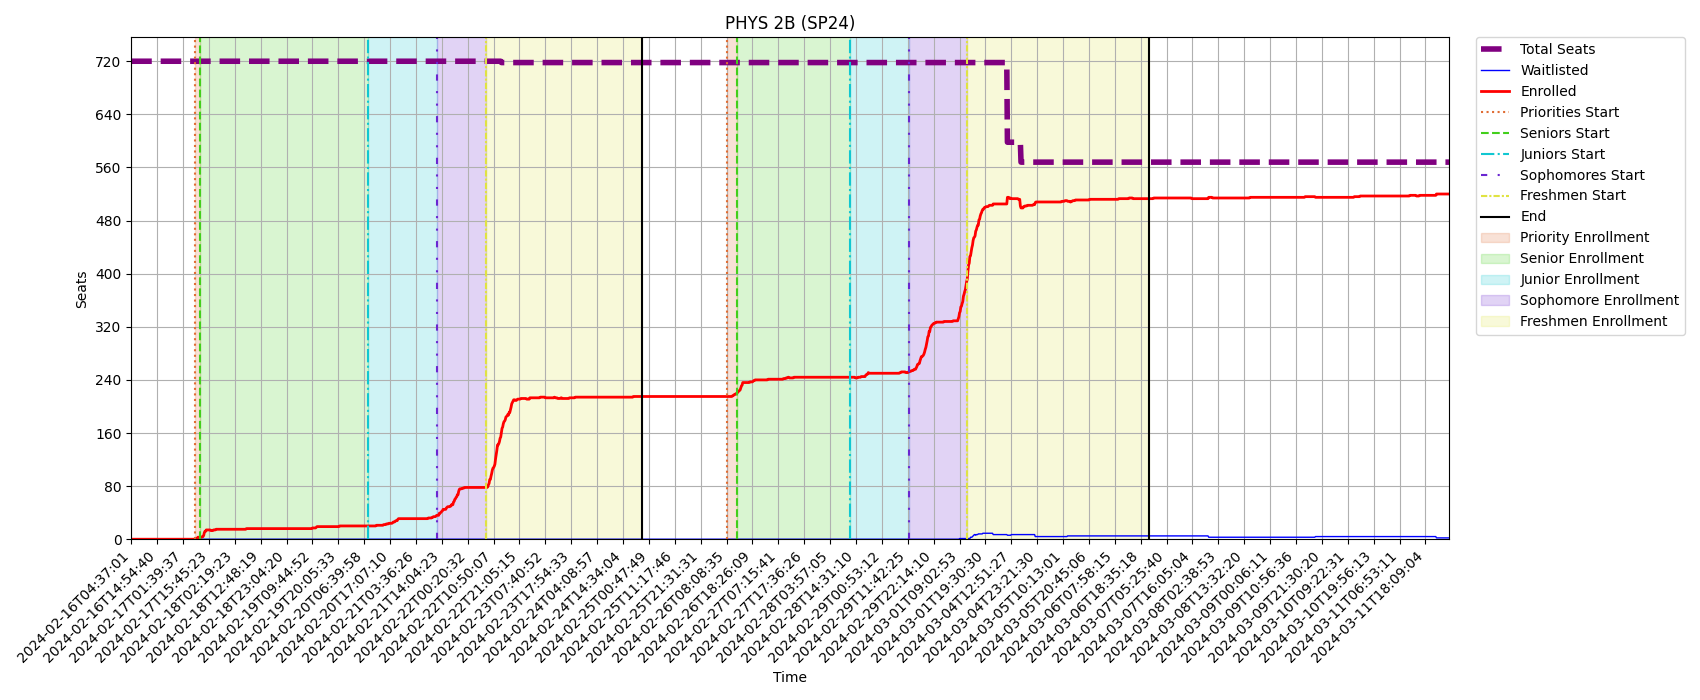 PHYS 2B (SP24)
Seats
720
640
560
480
400
320
240
160
80
0
2024-02-16T04:37:01
2024-02-16T14:54:40
2024-02-17T01:39:37
2024-02-17T15:45:23
2024-02-18T02:19:23
2024-02-18T12:48:19
2024-02-18T23:04:20
2024-02-19T09:44:52
2024-02-19T20:05:33
2024-02-20T06:39:58
2024-02-20T17:07:10
2024-02-21T03:36:26
2024-02-21T14:04:23
2024-02-22T00:20:32
2024-02-22T10:50:07
2024-02-22T21:05:15
2024-02-23T07:40:52
2024-02-23T17:54:33
2024-02-24T04:08:57
2024-02-24T14:34:04
2024-02-25T00:47:49
2024-02-25T11:17:46
2024-02-25T21:31:31
2024-02-26T08:08:35
2024-02-26T18:26:09
2024-02-27T07:15:41
2024-02-27T17:36:26
2024-02-28T03:57:05
2024-02-28T14:31:10
2024-02-29T00:53:12
2024-02-29T11:42:25
2024-02-29T22:14:10
2024-03-01T09:02:53
2024-03-01T19:30:30
2024-03-04T12:51:27
2024-03-04T23:21:30
2024-03-05T10:13:01
2024-03-05T20:45:06
2024-03-06T07:58:15
2024-03-06T18:35:18
2024-03-07T05:25:40
2024-03-07T16:05:04
2024-03-08T02:38:53
2024-03-08T13:32:20
2024-03-09T00:06:11
2024-03-09T10:56:36
2024-03-09T21:30:20
2024-03-10T09:22:31
2024-03-10T19:56:13
2024-03-11T06:53:11
2024-03-11T18:09:04
Time
Total Seats
Waitlisted
Enrolled
Priorities Start
Seniors Start
Juniors Start
Sophomores Start
Freshmen Start
End
Priority Enrollment
Senior Enrollment
Junior Enrollment
Sophomore Enrollment
Freshmen Enrollment